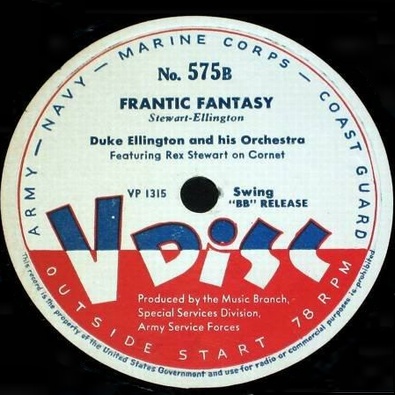 ARMY — NAVY — MARINE CORPS — COAST GUARD
No. 575B
FRANTIC FANTASY
Stewart-Ellington
Duke Ellington and his Orchestra
Featuring Rex Stewart on Cornet
VP 1315
Swing
"BB" RELEASE
V DISC
Produced by the Music Branch,
Special Services Division,
Army Service Forces
OUTSIDE START 78 RPM
This record is the property of the United States Government and use for radio or commercial purposes is prohibited